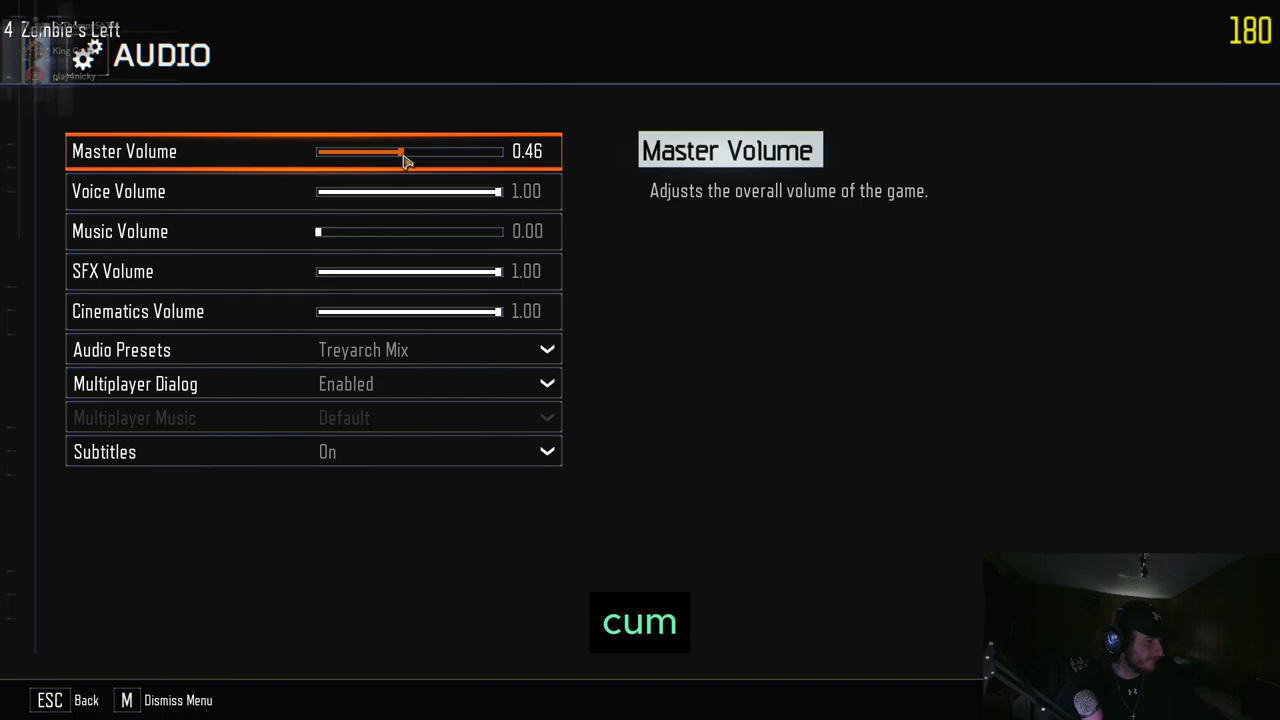 4 Zombie's Left
180
AUDIO
play4nicky
Master Volume 0.46
Voice Volume 1.00
Music Volume 0.00
SFX Volume 1.00
Cinematics Volume 1.00
Audio Presets Treyarch Mix
Multiplayer Dialog Enabled
Multiplayer Music Default
Subtitles On
Master Volume
Adjusts the overall volume of the game.
cum
ESC Back M Dismiss Menu